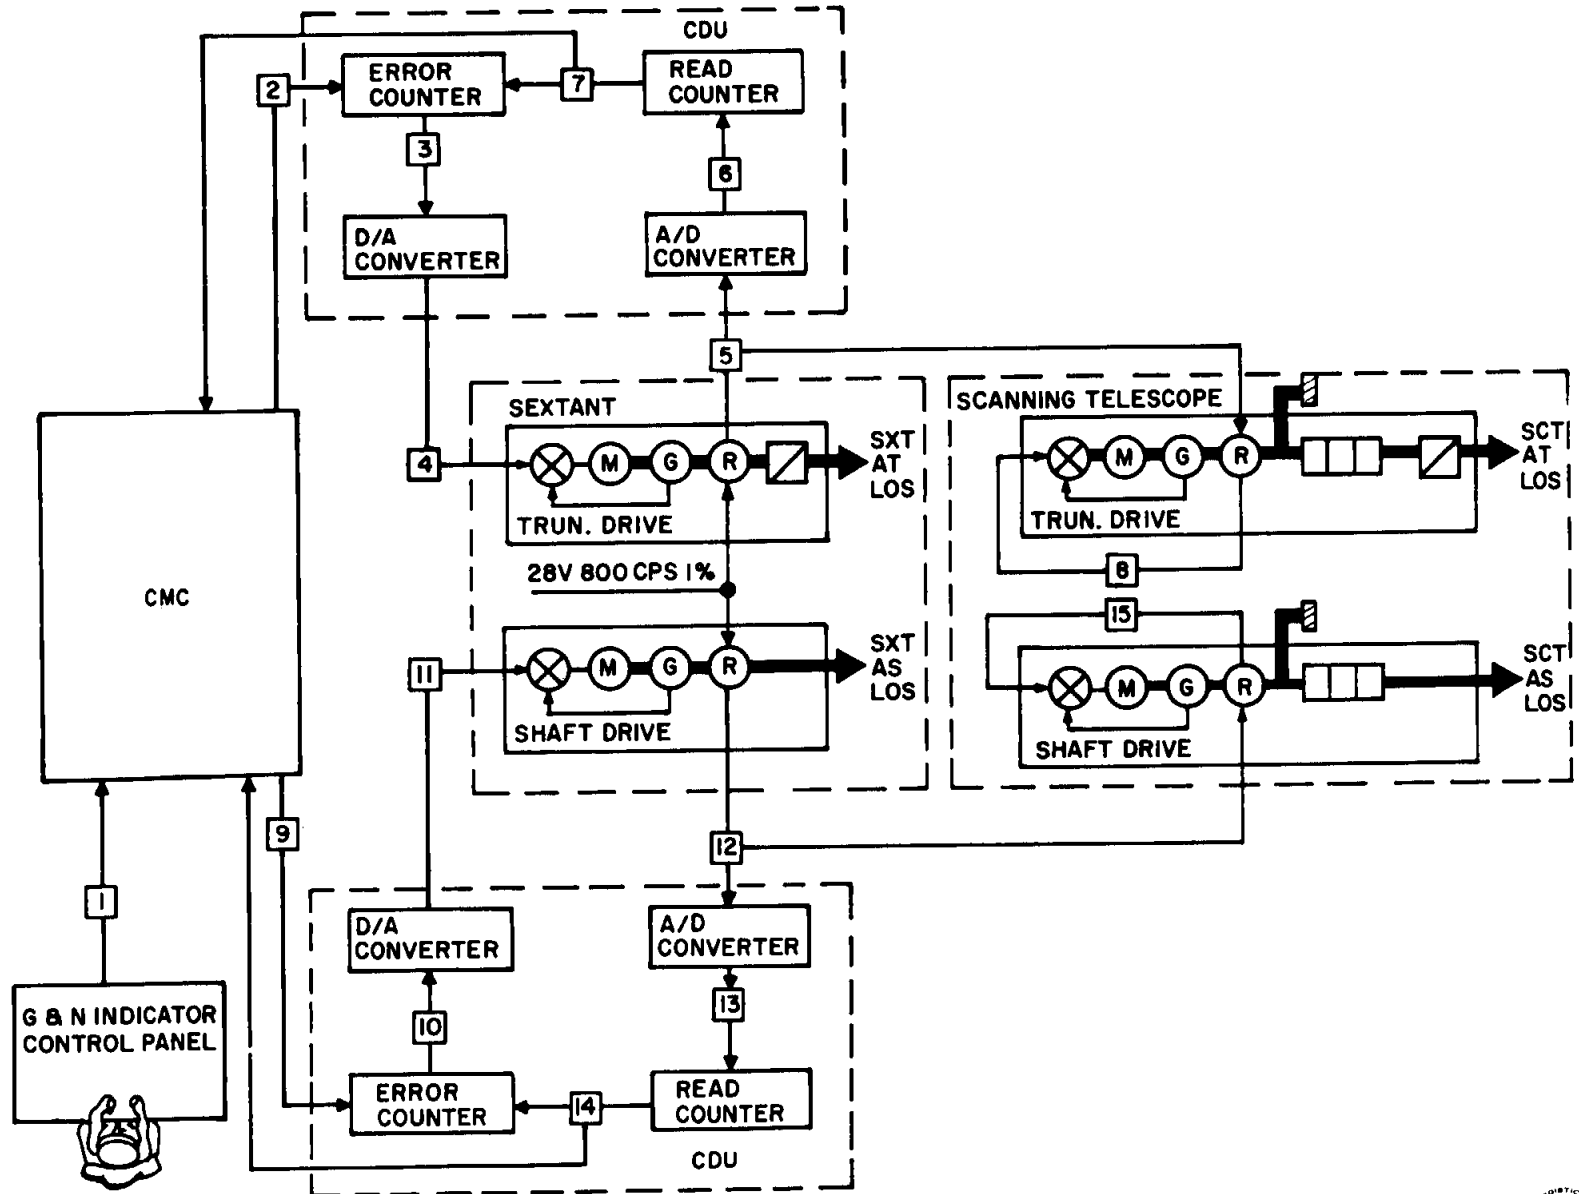 CDU
ERROR
COUNTER
7
READ
COUNTER
2
3
6
D/A
CONVERTER
A/D
CONVERTER
5
SEXTANT
4
M
G
R
SXT
AT
LOS
TRUN. DRIVE
28V 800 CPS 1%
11
M
G
R
SXT
AS
LOS
SHAFT DRIVE
SCANNING TELESCOPE
M
G
R
SCT
AT
LOS
TRUN. DRIVE
8
15
M
G
R
SCT
AS
LOS
SHAFT DRIVE
CMC
9
12
1
D/A
CONVERTER
A/D
CONVERTER
10
13
G & N INDICATOR
CONTROL PANEL
ERROR
COUNTER
14
READ
COUNTER
CDU